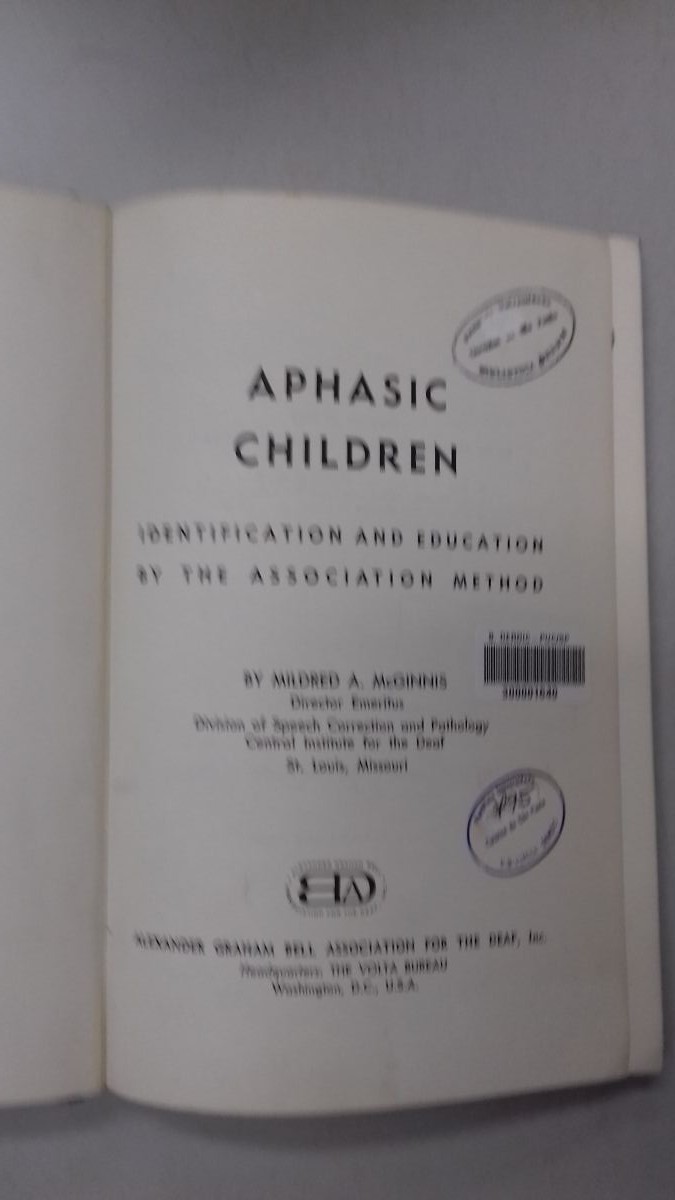 APHASIC
CHILDREN
IDENTIFICATION AND EDUCATION
BY THE ASSOCIATION METHOD
BY MILDRED A. McGINNIS
Director Emeritus
Division of Speech Correction and Pathology
Central Institute for the Deaf
St. Louis, Missouri
300001640
ALEXANDER GRAHAM BELL ASSOCIATION FOR THE DEAF, Inc.
Headquarters: THE VOLTA BUREAU
Washington, D.C., U.S.A.